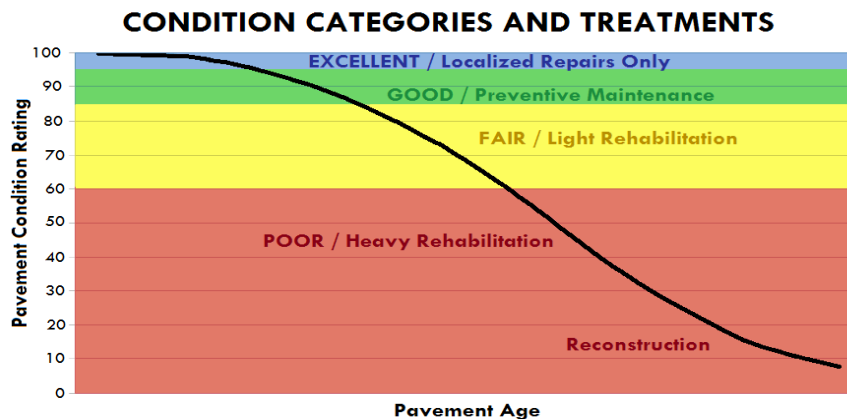 CONDITION CATEGORIES AND TREATMENTS
Pavement Condition Rating
100
90
80
70
60
50
40
30
20
10
0
EXCELLENT / Localized Repairs Only
GOOD / Preventive Maintenance
FAIR / Light Rehabilitation
POOR / Heavy Rehabilitation
Reconstruction
Pavement Age